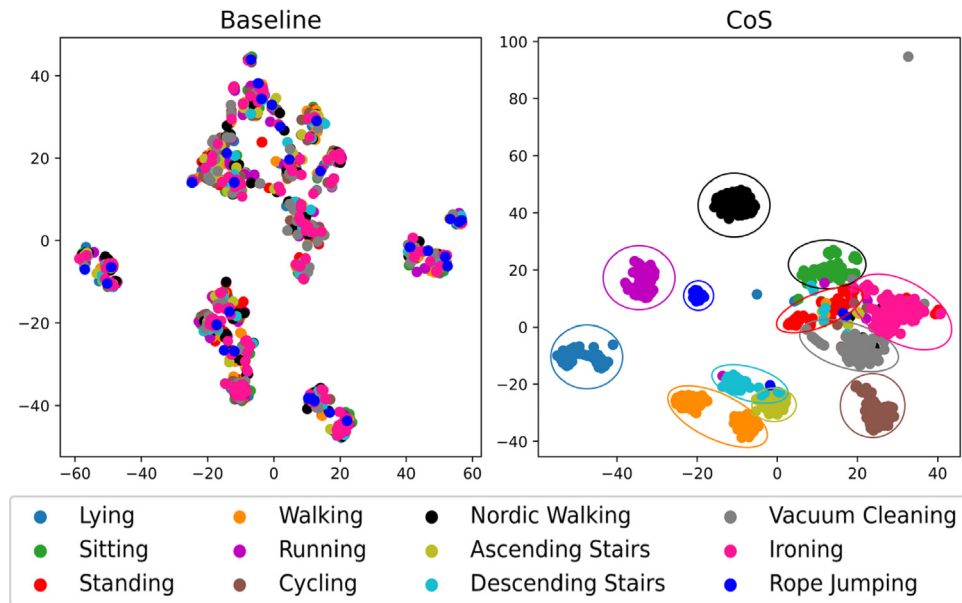 Baseline CoS
40
20
0
−20
−40
−60 −40 −20 0 20 40 60
100
80
60
40
20
0
−20
−40
−40 −20 0 20 40
Lying Walking Nordic Walking Vacuum Cleaning
Sitting Running Ascending Stairs Ironing
Standing Cycling Descending Stairs Rope Jumping